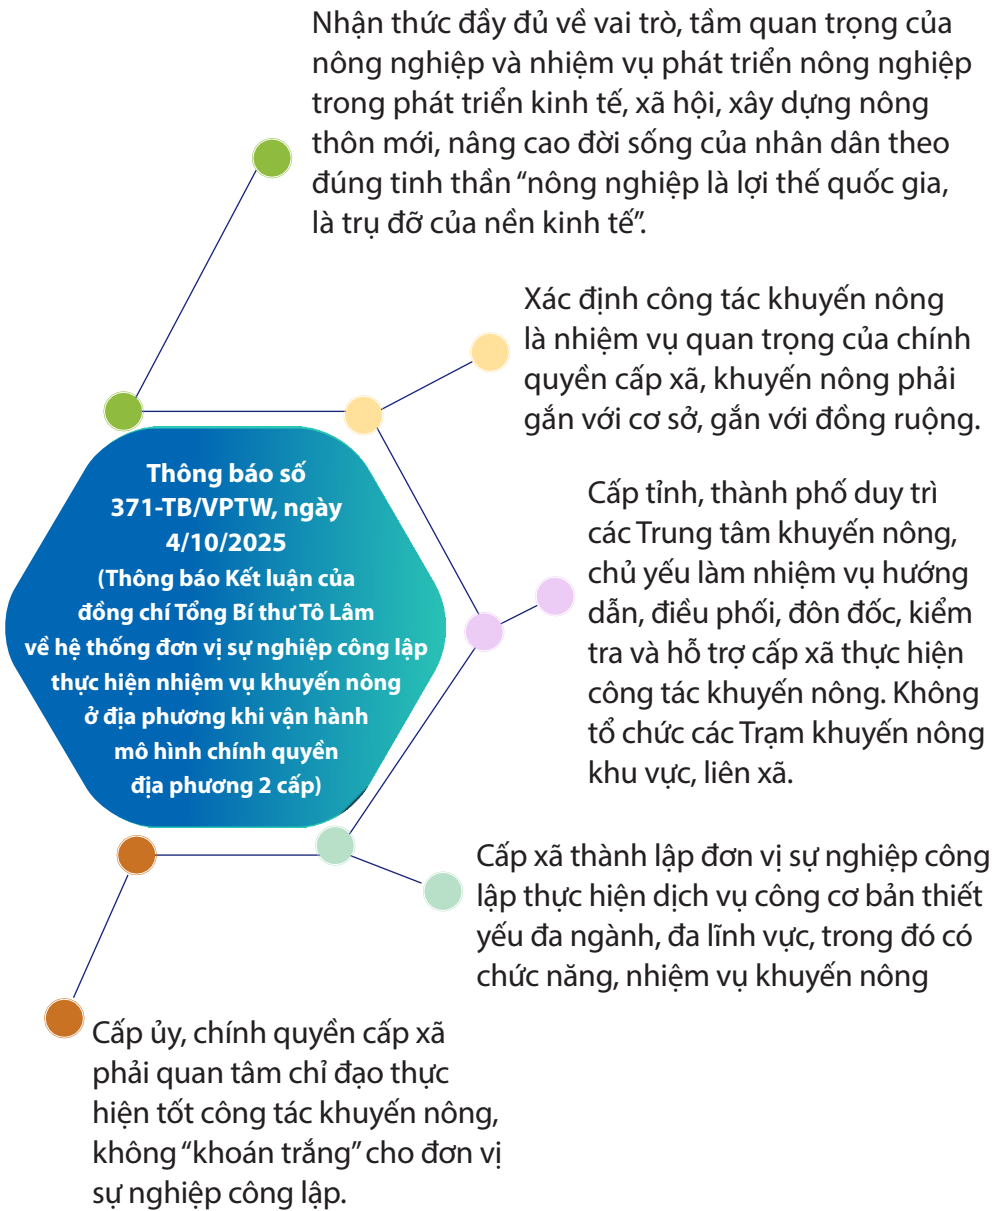 Nhận thức đầy đủ về vai trò, tầm quan trọng của
nông nghiệp và nhiệm vụ phát triển nông nghiệp
trong phát triển kinh tế, xã hội, xây dựng nông
thôn mới, nâng cao đời sống của nhân dân theo
đúng tinh thần “nông nghiệp là lợi thế quốc gia,
là trụ đỡ của nền kinh tế”.
Xác định công tác khuyến nông
là nhiệm vụ quan trọng của chính
quyền cấp xã, khuyến nông phải
gắn với cơ sở, gắn với đồng ruộng.
Thông báo số
371-TB/VPTW, ngày
4/10/2025
(Thông báo Kết luận của
đồng chí Tổng Bí thư Tô Lâm
về hệ thống đơn vị sự nghiệp công lập
thực hiện nhiệm vụ khuyến nông
ở địa phương khi vận hành
mô hình chính quyền
địa phương 2 cấp)
Cấp tỉnh, thành phố duy trì
các Trung tâm khuyến nông,
chủ yếu làm nhiệm vụ hướng
dẫn, điều phối, đôn đốc, kiểm
tra và hỗ trợ cấp xã thực hiện
công tác khuyến nông. Không
tổ chức các Trạm khuyến nông
khu vực, liên xã.
Cấp xã thành lập đơn vị sự nghiệp công
lập thực hiện dịch vụ công cơ bản thiết
yếu đa ngành, đa lĩnh vực, trong đó có
chức năng, nhiệm vụ khuyến nông
Cấp ủy, chính quyền cấp xã
phải quan tâm chỉ đạo thực
hiện tốt công tác khuyến nông,
không “khoán trắng” cho đơn vị
sự nghiệp công lập.